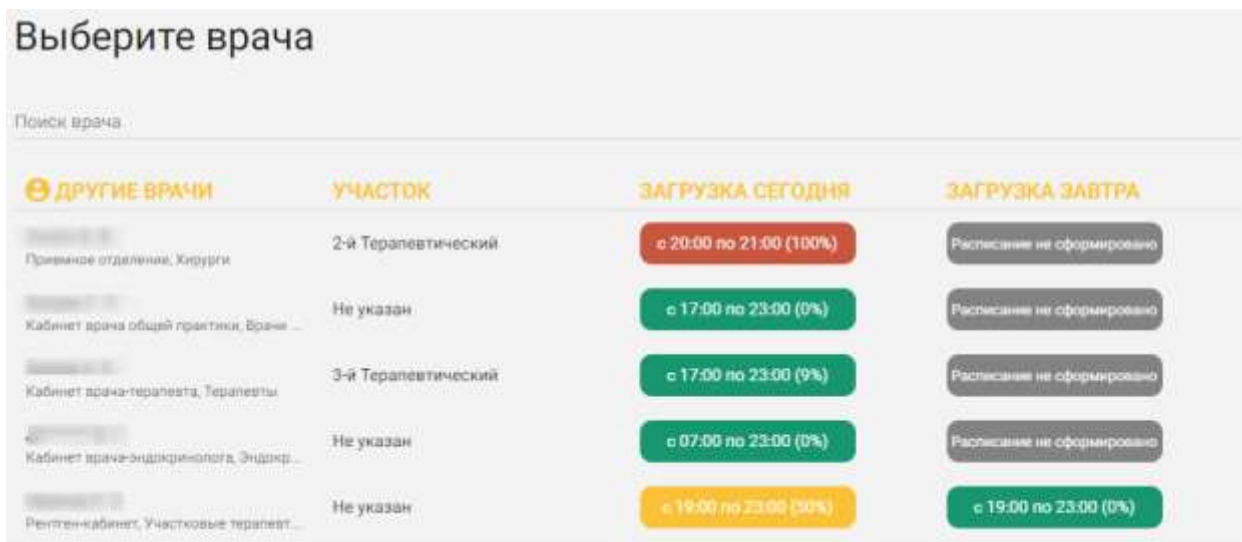 Выберите врача
Поиск врача
ДРУГИЕ ВРАЧИ УЧАСТОК ЗАГРУЗКА СЕГОДНЯ ЗАГРУЗКА ЗАВТРА
2-й Терапевтический с 20:00 по 21:00 (100%) Расписание не сформировано
Приемное отделение, Хирурги
Не указан с 17:00 по 23:00 (0%) Расписание не сформировано
Кабинет врача общей практики, Врачи ...
3-й Терапевтический с 17:00 по 23:00 (9%) Расписание не сформировано
Кабинет врача-терапевта, Терапевты
Не указан с 07:00 по 23:00 (0%) Расписание не сформировано
Кабинет врача-эндокринолога, Эндокр...
Не указан с 19:00 по 23:00 (50%) с 19:00 по 23:00 (0%)
Рентген-кабинет, Участковые терапевт...